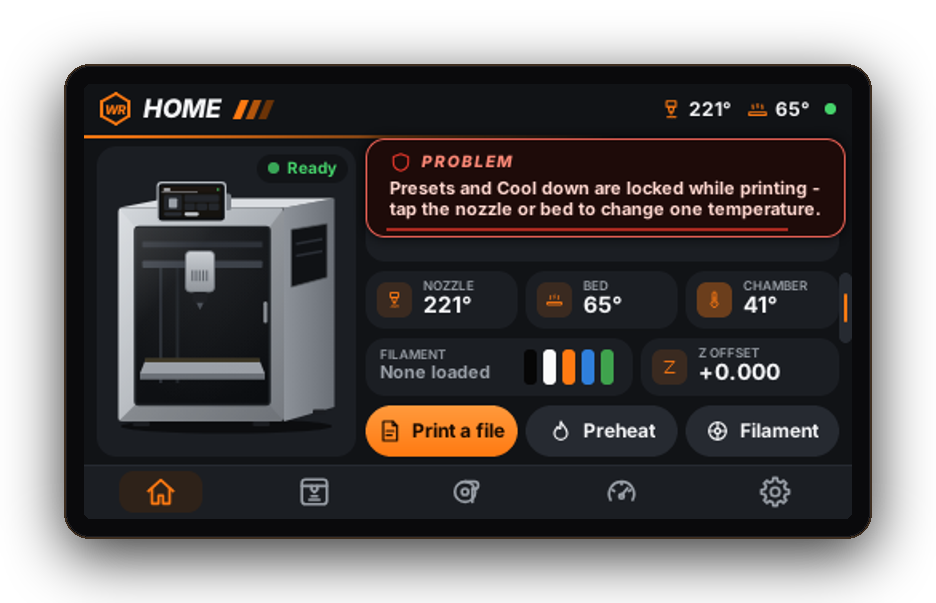 WR HOME 221° 65°
Ready
PROBLEM
Presets and Cool down are locked while printing -
tap the nozzle or bed to change one temperature.
NOZZLE
221°
BED
65°
CHAMBER
41°
FILAMENT
None loaded
Z
Z OFFSET
+0.000
Print a file
Preheat
Filament